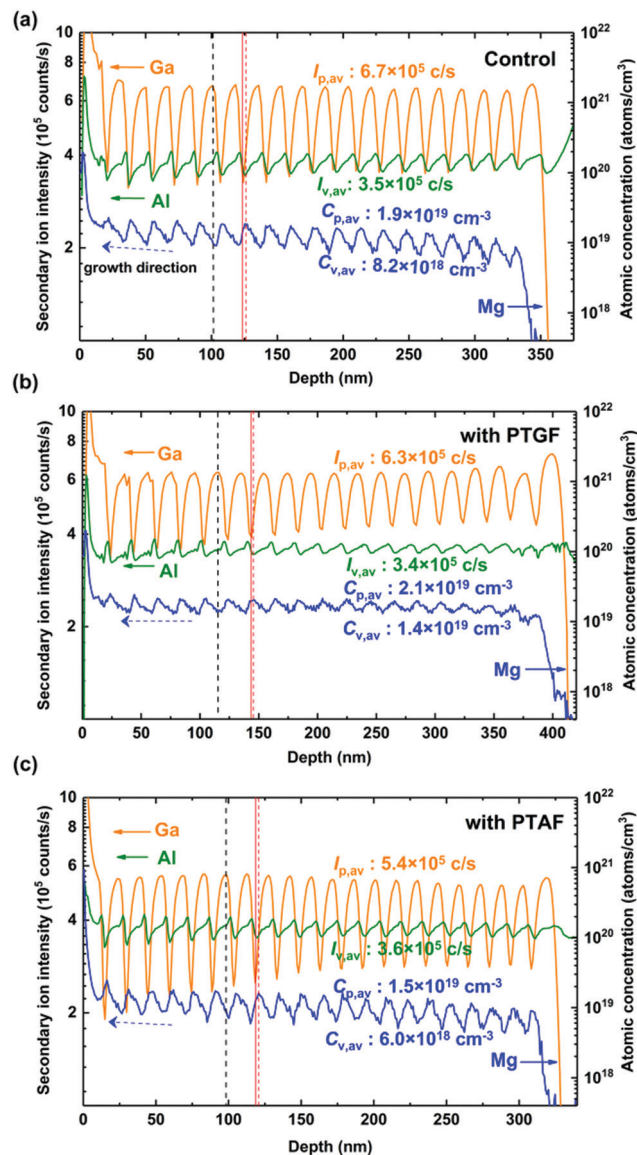 (a)
Secondary ion intensity (10⁵ counts/s)
10
8
6
4
2
Ga
Iₚ,ₐᵥ : 6.7×10⁵ c/s
Control
Al
Iᵥ,ₐᵥ : 3.5×10⁵ c/s
Cₚ,ₐᵥ : 1.9×10¹⁹ cm⁻³
growth direction
Cᵥ,ₐᵥ : 8.2×10¹⁸ cm⁻³
Mg
10²²
10²¹
10²⁰
10¹⁹
10¹⁸
Atomic concentration (atoms/cm³)
0 50 100 150 200 250 300 350
Depth (nm)
(b)
Secondary ion intensity (10⁵ counts/s)
10
8
6
4
2
Ga
with PTGF
Iₚ,ₐᵥ : 6.3×10⁵ c/s
Al
Iᵥ,ₐᵥ : 3.4×10⁵ c/s
Cₚ,ₐᵥ : 2.1×10¹⁹ cm⁻³
Cᵥ,ₐᵥ : 1.4×10¹⁹ cm⁻³
Mg
10²²
10²¹
10²⁰
10¹⁹
10¹⁸
Atomic concentration (atoms/cm³)
0 50 100 150 200 250 300 350 400
Depth (nm)
(c)
Secondary ion intensity (10⁵ counts/s)
10
8
6
4
2
Ga
with PTAF
Al
Iₚ,ₐᵥ : 5.4×10⁵ c/s
Iᵥ,ₐᵥ : 3.6×10⁵ c/s
Cₚ,ₐᵥ : 1.5×10¹⁹ cm⁻³
Cᵥ,ₐᵥ : 6.0×10¹⁸ cm⁻³
Mg
10²²
10²¹
10²⁰
10¹⁹
10¹⁸
Atomic concentration (atoms/cm³)
0 50 100 150 200 250 300
Depth (nm)